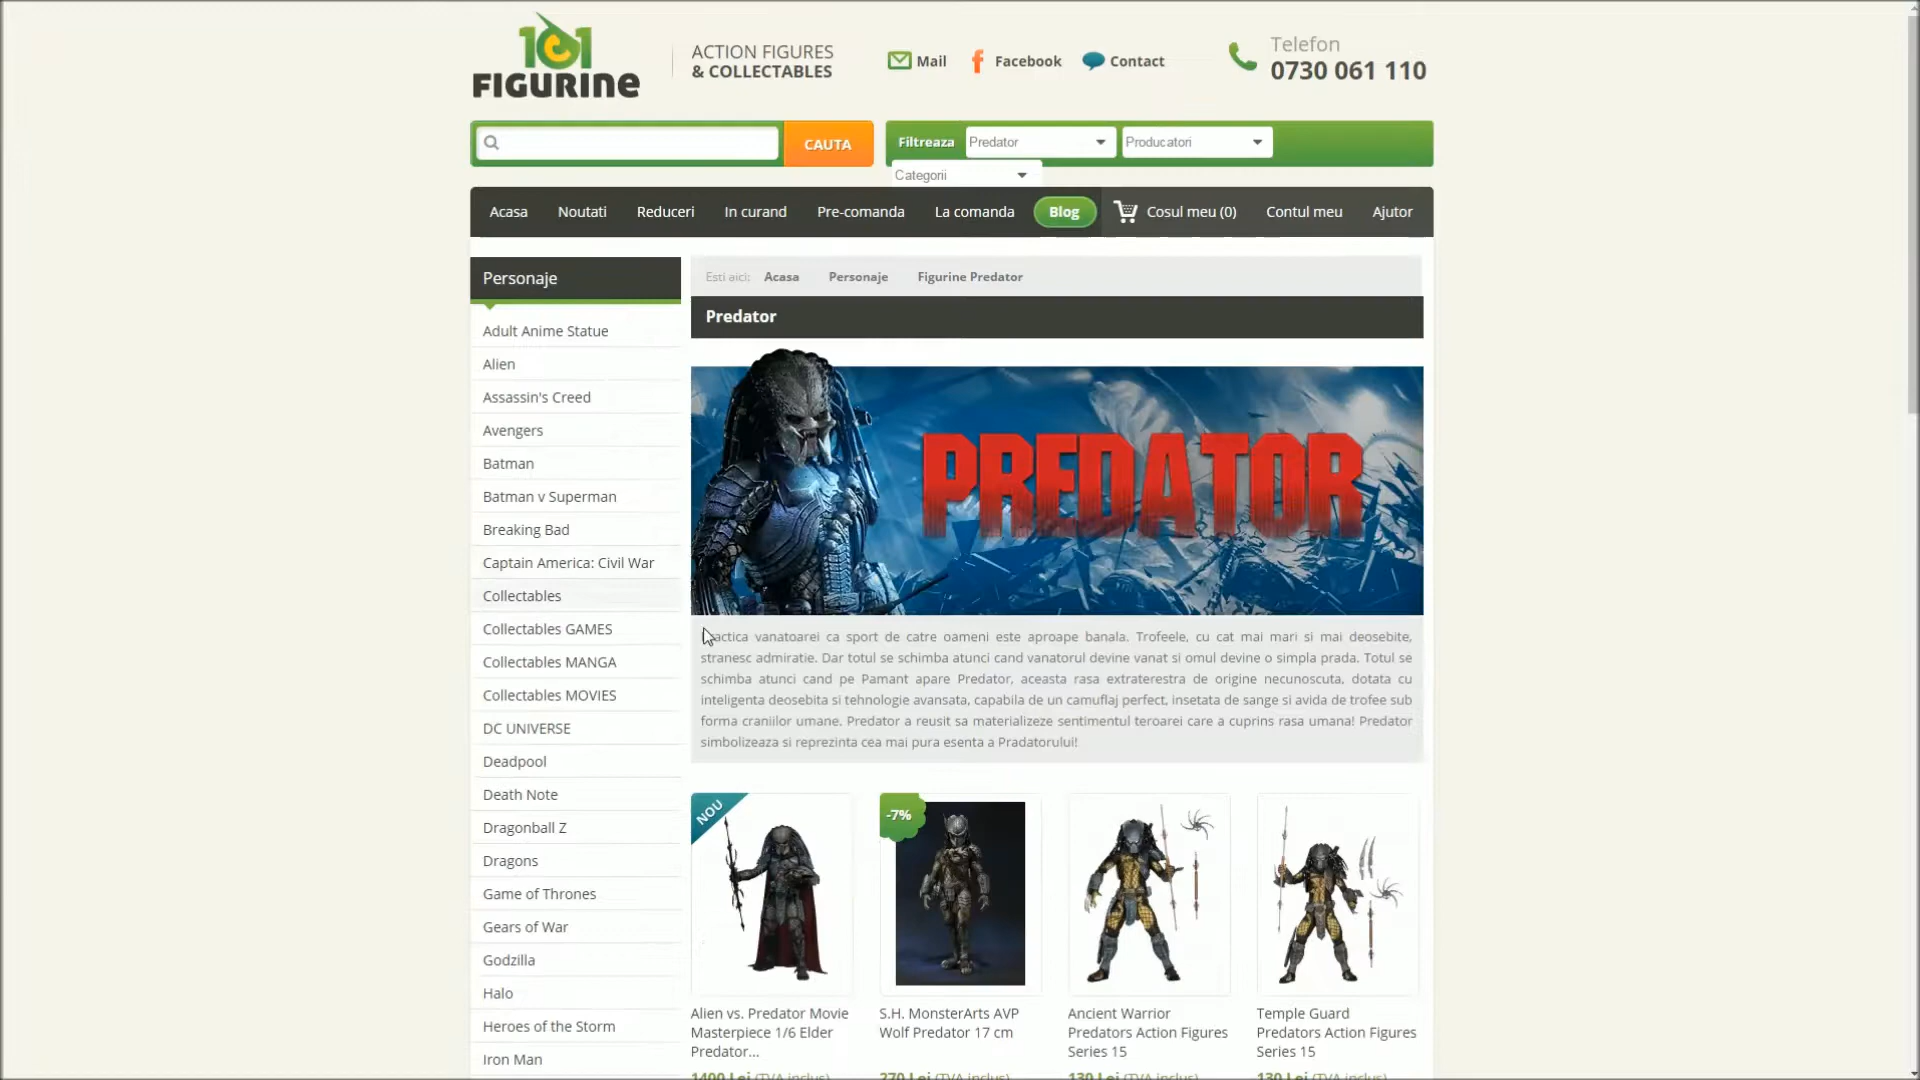 101
FIGURINE
ACTION FIGURES
& COLLECTABLES
Mail
Facebook
Contact
Telefon
0730 061 110
CAUTA
Filtreaza
Predator
Producatori
Categorii
Acasa
Noutati
Reduceri
In curand
Pre-comanda
La comanda
Blog
Cosul meu (0)
Contul meu
Ajutor
Personaje
Adult Anime Statue
Alien
Assassin's Creed
Avengers
Batman
Batman v Superman
Breaking Bad
Captain America: Civil War
Collectables
Collectables GAMES
Collectables MANGA
Collectables MOVIES
DC UNIVERSE
Deadpool
Death Note
Dragonball Z
Dragons
Game of Thrones
Gears of War
Godzilla
Halo
Heroes of the Storm
Iron Man
Esti aici: Acasa Personaje Figurine Predator
Predator
PREDATOR
vanatoarei ca sport de catre oameni este aproape banala. Trofeele, cu cat mai mari si mai deosebite,
stranesc admiratie. Dar totul se schimba atunci cand vanatorul devine vanat si omul devine o simpla prada. Totul se
schimba atunci cand pe Pamant apare Predator, aceasta rasa extraterestra de origine necunoscuta, dotata cu
inteligenta deosebita si tehnologie avansata, capabila de un camuflaj perfect, insetata de sange si avida de trofee sub
forma craniilor umane. Predator a reusit sa materializeze sentimentul teroarei care a cuprins rasa umana! Predator
simbolizeaza si reprezinta cea mai pura esenta a Pradatorului!
NOU
Alien vs. Predator Movie
Masterpiece 1/6 Elder
Predator...
1400 Lei (TVA inclus)
-7%
S.H. MonsterArts AVP
Wolf Predator 17 cm
270 Lei (TVA inclus)
Ancient Warrior
Predators Action Figures
Series 15
130 Lei (TVA inclus)
Temple Guard
Predators Action Figures
Series 15
130 Lei (TVA inclus)